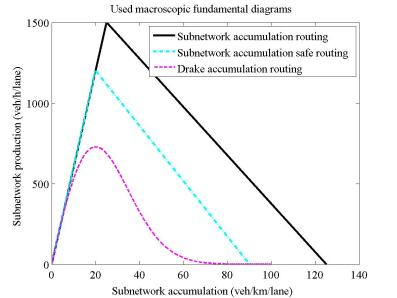 Used macroscopic fundamental diagrams
Subnetwork accumulation routing
Subnetwork accumulation safe routing
Drake accumulation routing
Subnetwork production (veh/h/lane)
1500
1000
500
0
0 20 40 60 80 100 120 140
Subnetwork accumulation (veh/km/lane)